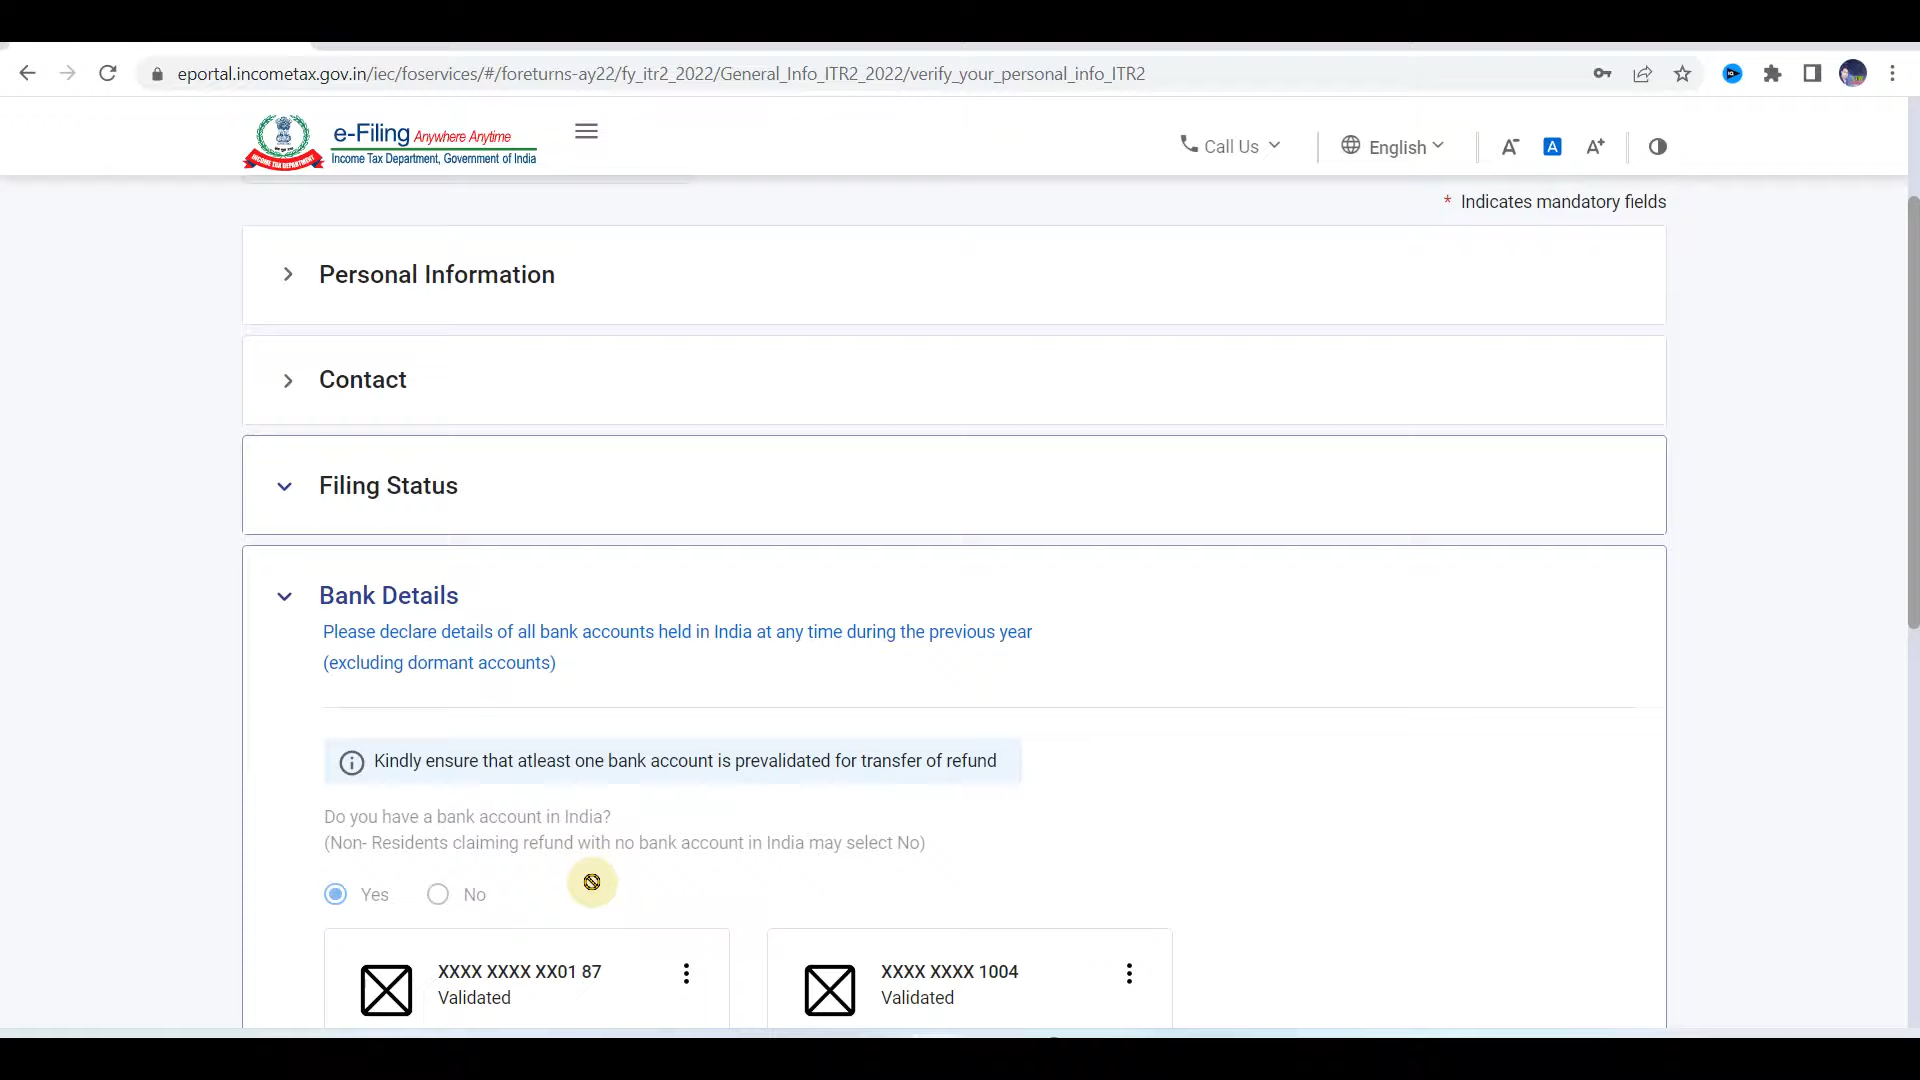 eportal.incometax.gov.in/iec/foservices/#/foreturns-ay22/fy_itr2_2022/General_Info_ITR2_2022/verify_your_personal_info_ITR2
e-Filing Anywhere Anytime
Income Tax Department, Government of India
INCOME TAX DEPARTMENT
Call Us
English
A-
A
A+
* Indicates mandatory fields
Personal Information
Contact
Filing Status
Bank Details
Please declare details of all bank accounts held in India at any time during the previous year
(excluding dormant accounts)
Kindly ensure that atleast one bank account is prevalidated for transfer of refund
Do you have a bank account in India?
(Non- Residents claiming refund with no bank account in India may select No)
Yes No
XXXX XXXX XX01 87
Validated
XXXX XXXX 1004
Validated